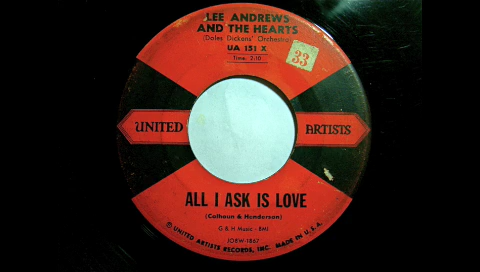 LEE ANDREWS
AND THE HEARTS
(Dales Dickens' Orchestra)
UA 151 X
Time: 2:10
33
UNITED ARTISTS
ALL I ASK IS LOVE
(Calhoun & Henderson)
G & H Music - BMI
JOBW-1867
© UNITED ARTISTS RECORDS, INC. MADE IN U.S.A.